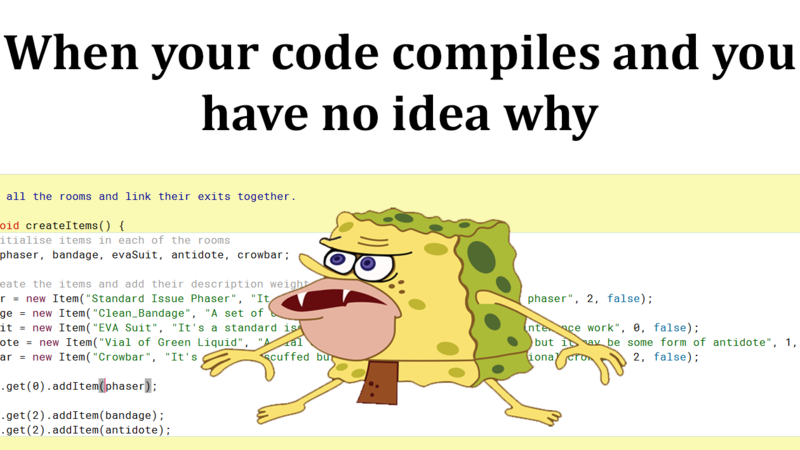 When your code compiles and you
have no idea why
all the rooms and link their exits together.
oid createItems() {
itialise items in each of the rooms
phaser, bandage, evaSuit, antidote, crowbar;
eate the items and add their description weight
r = new Item("Standard Issue Phaser", "It phaser", 2, false);
ge = new Item("Clean_Bandage", "A set of
it = new Item("EVA Suit", "It's a standard is work", 0, false);
ote = new Item("Vial of Green Liquid", "A but it may be some form of antidote", 1,
ar = new Item("Crowbar", "It's scuffed bu 2, false);
.get(0).addItem(phaser);
.get(2).addItem(bandage);
.get(2).addItem(antidote);